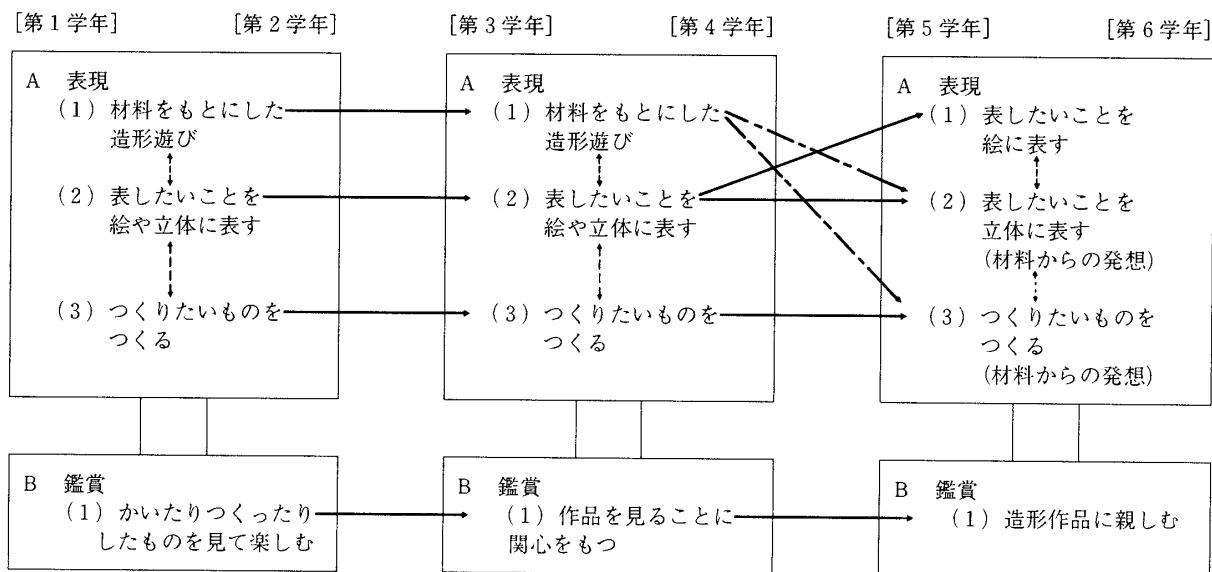 [第1学年] [第2学年] [第3学年] [第4学年] [第5学年] [第6学年]
A 表現
(1) 材料をもとにした
造形遊び
(2) 表したいことを
絵や立体に表す
(3) つくりたいものを
つくる
A 表現
(1) 材料をもとにした
造形遊び
(2) 表したいことを
絵や立体に表す
(3) つくりたいものを
つくる
A 表現
(1) 表したいことを
絵に表す
(2) 表したいことを
立体に表す
(材料からの発想)
(3) つくりたいものを
つくる
(材料からの発想)
B 鑑賞
(1) かいたりつくったり
したものを見て楽しむ
B 鑑賞
(1) 作品を見ることに
関心をもつ
B 鑑賞
(1) 造形作品に親しむ